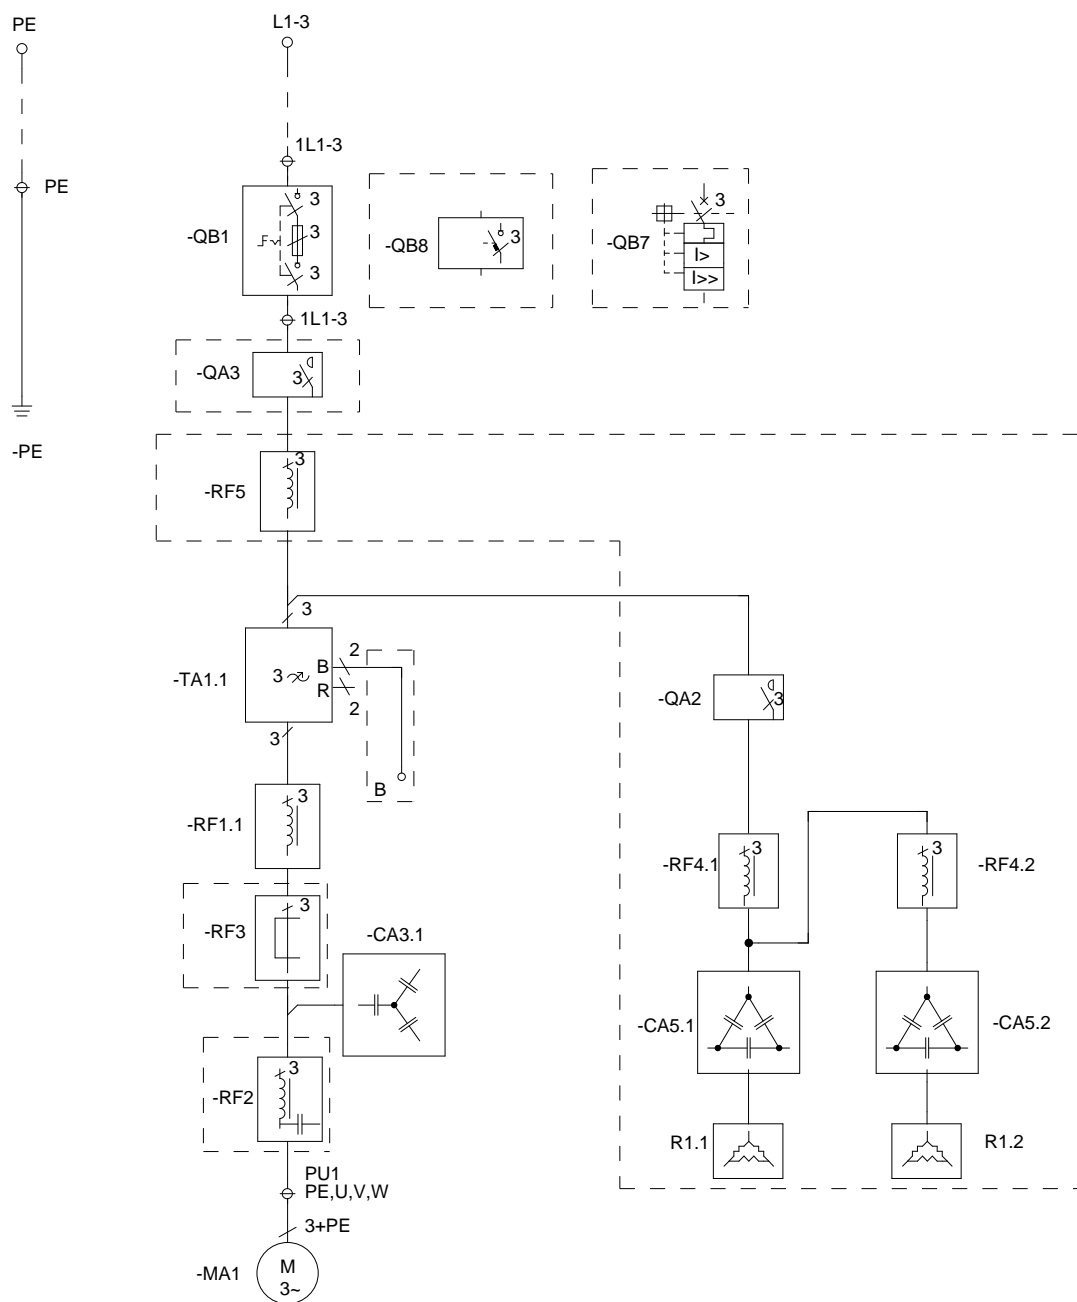 PE
L1-3
1L1-3
PE
-QB1
3
3
3
-QB8
3
-QB7
3
I>
I>>
1L1-3
-QA3
3
-PE
-RF5
3
3
-TA1.1
3
B
R
2
2
3
B
-QA2
3
-RF1.1
3
-RF4.1
3
-RF4.2
3
-RF3
3
-CA3.1
-CA5.1
-CA5.2
-RF2
3
R1.1
R1.2
PU1
PE,U,V,W
3+PE
-MA1
M
3~